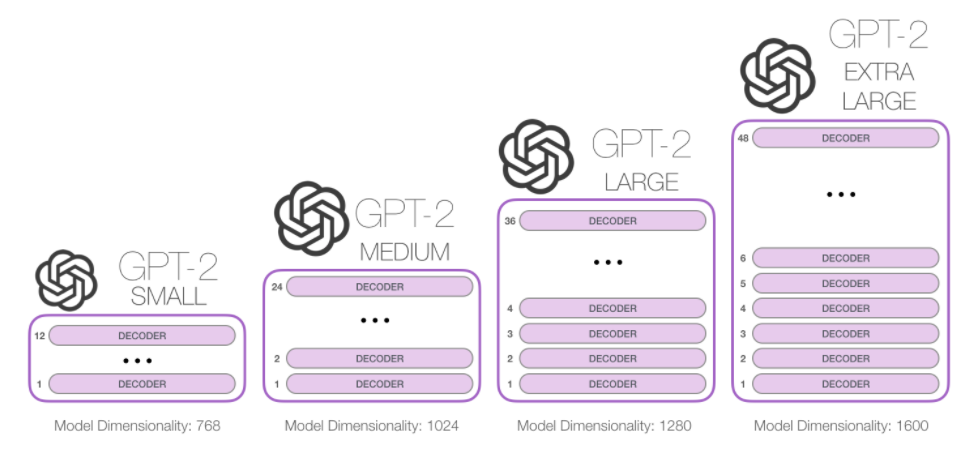 GPT-2
SMALL
12 DECODER
...
1 DECODER
Model Dimensionality: 768
GPT-2
MEDIUM
24 DECODER
...
2 DECODER
1 DECODER
Model Dimensionality: 1024
GPT-2
LARGE
36 DECODER
...
4 DECODER
3 DECODER
2 DECODER
1 DECODER
Model Dimensionality: 1280
GPT-2
EXTRA
LARGE
48 DECODER
...
6 DECODER
5 DECODER
4 DECODER
3 DECODER
2 DECODER
1 DECODER
Model Dimensionality: 1600